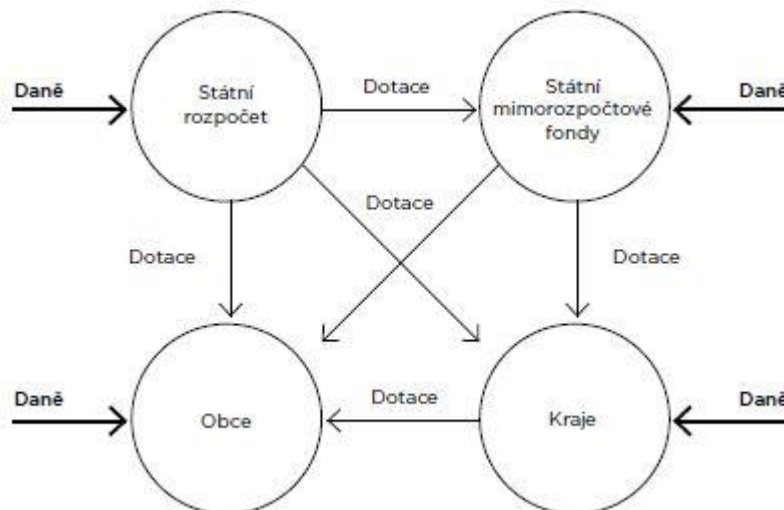 Daně
Státní
rozpočet
Dotace
Státní
mimorozpočtové
fondy
Daně
Dotace
Dotace
Dotace
Daně
Obce
Dotace
Kraje
Daně